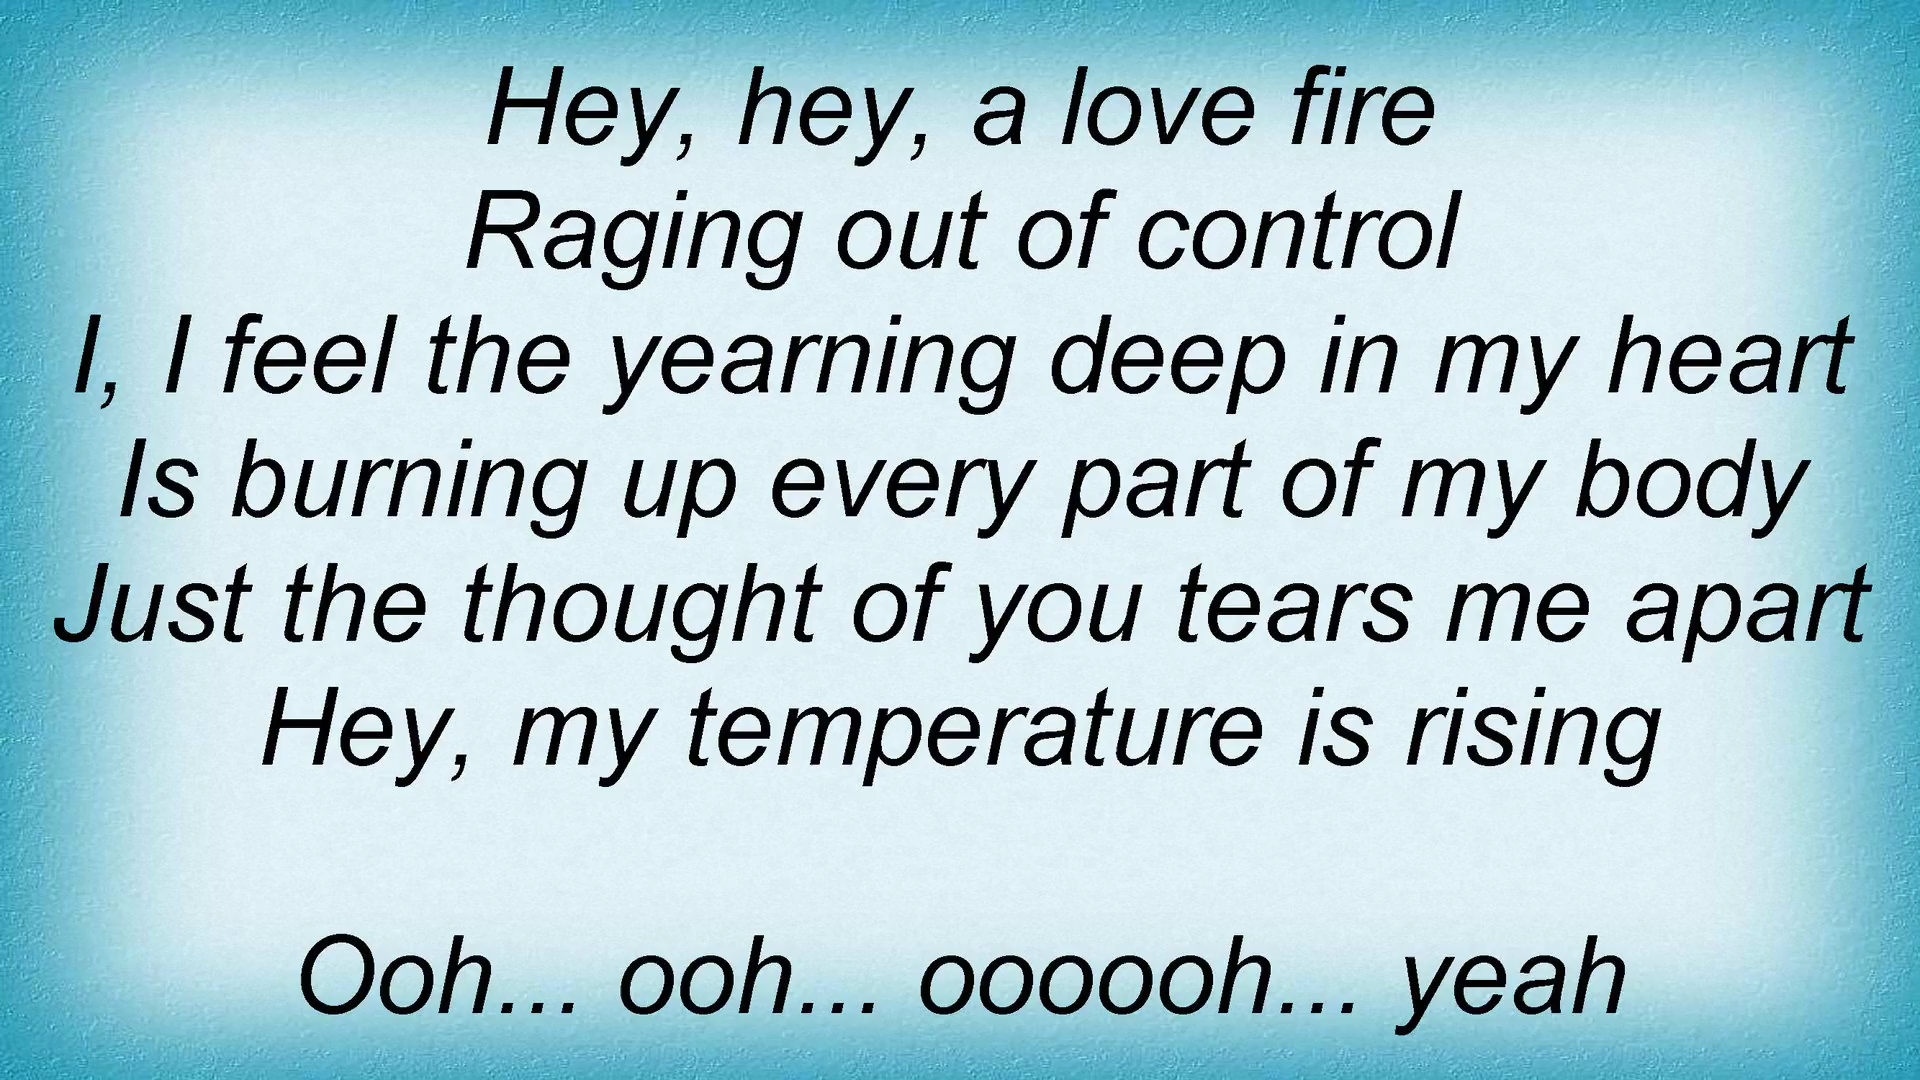 Hey, hey, a love fire
Raging out of control
I, I feel the yearning deep in my heart
Is burning up every part of my body
Just the thought of you tears me apart
Hey, my temperature is rising
Ooh... ooh... oooooh... yeah